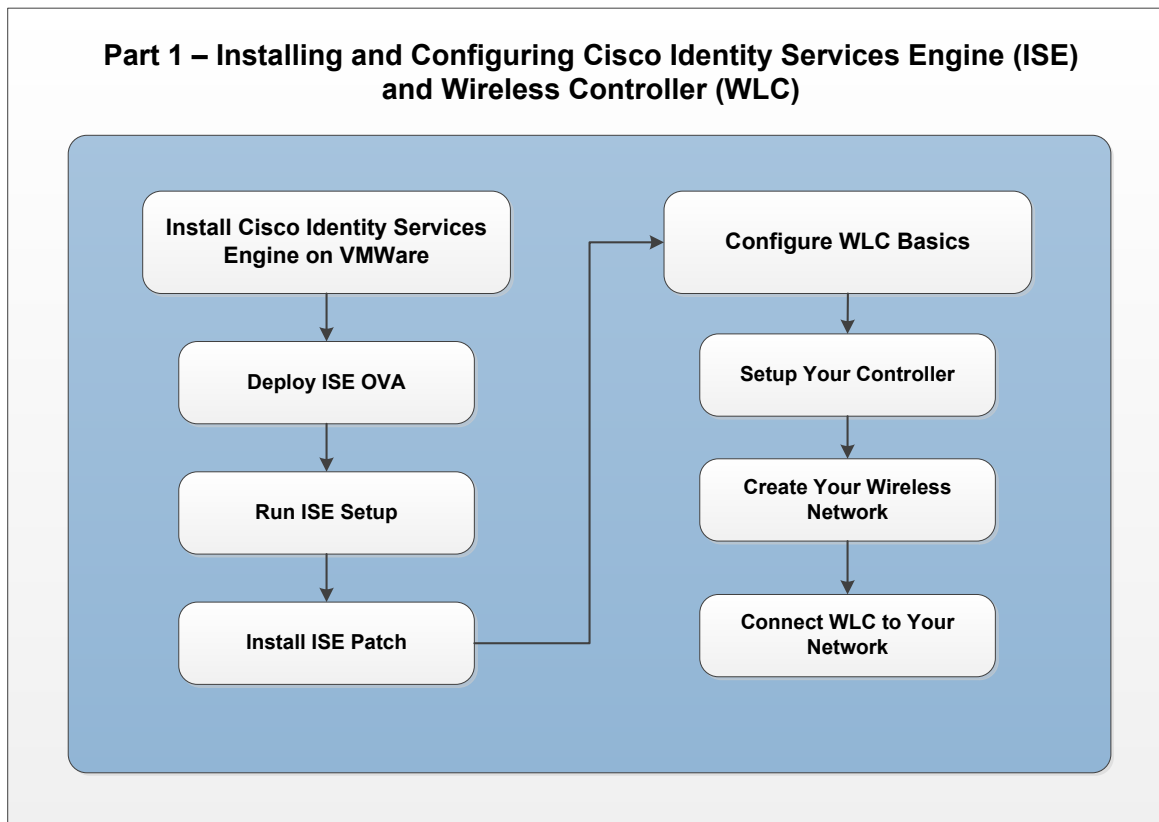 Part 1 – Installing and Configuring Cisco Identity Services Engine (ISE)
and Wireless Controller (WLC)
Install Cisco Identity Services
Engine on VMWare
Deploy ISE OVA
Run ISE Setup
Install ISE Patch
Configure WLC Basics
Setup Your Controller
Create Your Wireless
Network
Connect WLC to Your
Network